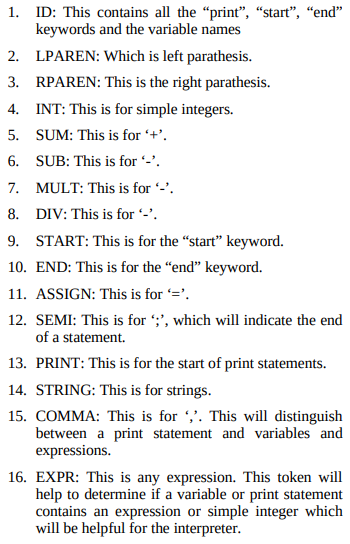 1. ID: This contains all the “print”, “start”, “end”
keywords and the variable names
2. LPAREN: Which is left parathesis.
3. RPAREN: This is the right parathesis.
4. INT: This is for simple integers.
5. SUM: This is for ‘+’.
6. SUB: This is for ‘-’.
7. MULT: This is for ‘-’.
8. DIV: This is for ‘-’.
9. START: This is for the “start” keyword.
10. END: This is for the “end” keyword.
11. ASSIGN: This is for ‘=’.
12. SEMI: This is for ‘;’, which will indicate the end
of a statement.
13. PRINT: This is for the start of print statements.
14. STRING: This is for strings.
15. COMMA: This is for ‘,’. This will distinguish
between a print statement and variables and
expressions.
16. EXPR: This is any expression. This token will
help to determine if a variable or print statement
contains an expression or simple integer which
will be helpful for the interpreter.